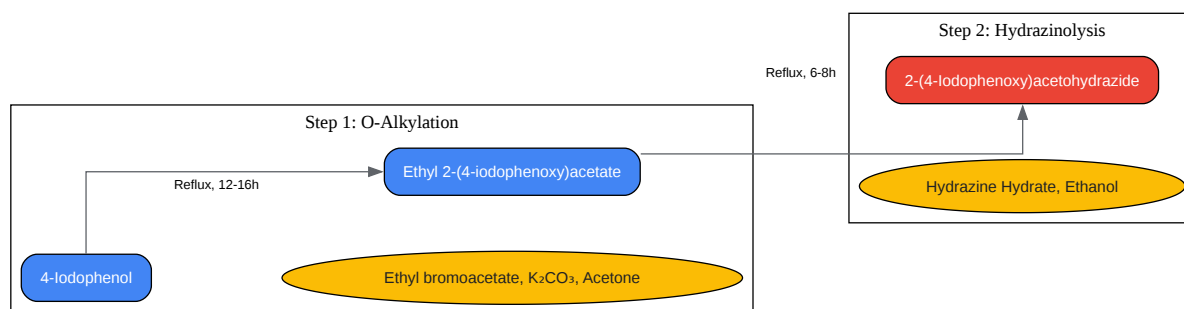 Step 2: Hydrazinolysis
2-(4-Iodophenoxy)acetohydrazide
Reflux, 6-8h
Hydrazine Hydrate, Ethanol
Step 1: O-Alkylation
Ethyl 2-(4-iodophenoxy)acetate
Reflux, 12-16h
4-Iodophenol
Ethyl bromoacetate, K₂CO₃, Acetone